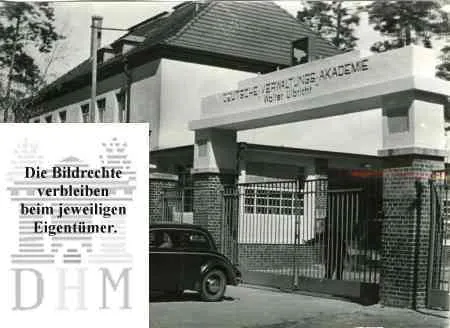 DEUTSCHE VERWALTUNGS-AKADEMIE
"Walter Ulbricht"
Die Bildrechte
verbleiben
beim jeweiligen
Eigentümer.
DHM